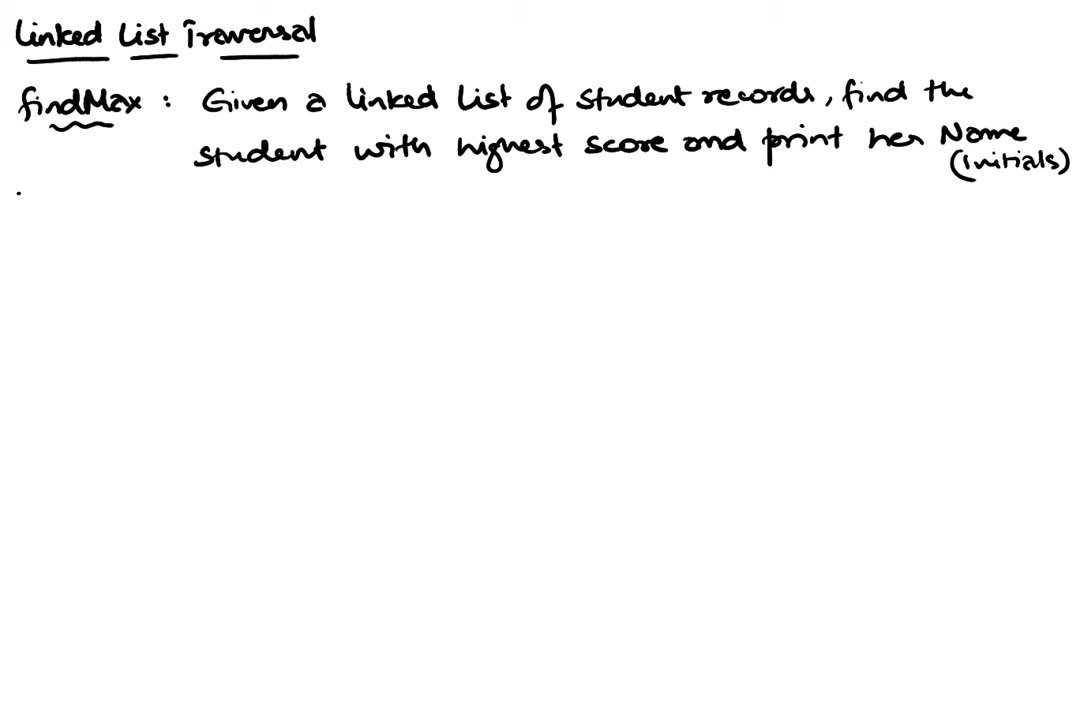 Linked List Traversal
findMax : Given a linked list of student records, find the
student with highest score and print her Name
(initials)